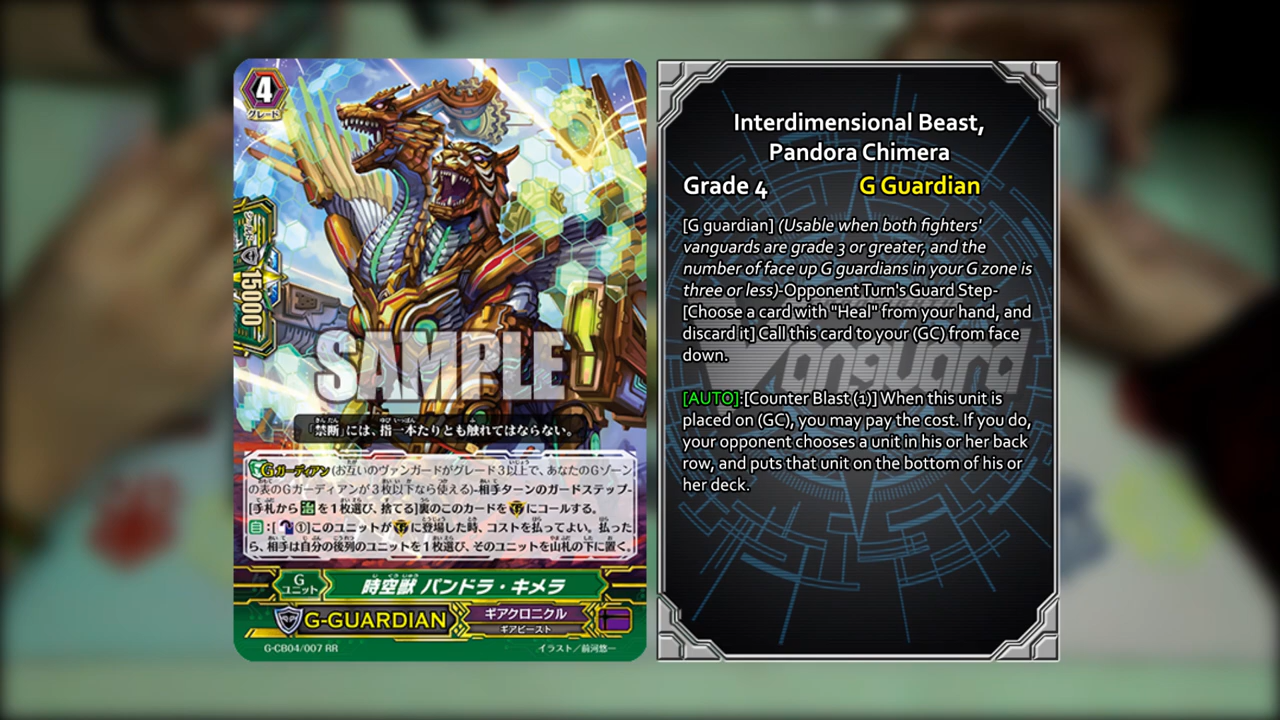 4
グレード
15000
SAMPLE
「禁断」には、指一本たりとも触れてはならない。
Gガーディアン(お互いのヴァンガードがグレード3以上で、あなたのGゾーン
の表のGガーディアンが3枚以下なら使える)-相手ターンのガードステップ-
[手札から治を1枚選び、捨てる]裏のこのカードをGにコールする。
自:[①]このユニットがGに登場した時、コストを払ってよい。払った
ら、相手は自分の後列のユニットを1枚選び、そのユニットを山札の下に置く。
G
ユニット
時空獣 パンドラ・キメラ
G-GUARDIAN
ギアクロニクル
ギアビースト
G-CB04/007 RR
イラスト/前河悠一
Interdimensional Beast,
Pandora Chimera
Grade 4 G Guardian
[G guardian] (Usable when both fighters'
vanguards are grade 3 or greater, and the
number of face up G guardians in your G zone is
three or less)-Opponent Turn's Guard Step-
[Choose a card with "Heal" from your hand, and
discard it] Call this card to your (GC) from face
down.
Vanguard
[AUTO]:[Counter Blast (1)] When this unit is
placed on (GC), you may pay the cost. If you do,
your opponent chooses a unit in his or her back
row, and puts that unit on the bottom of his or
her deck.